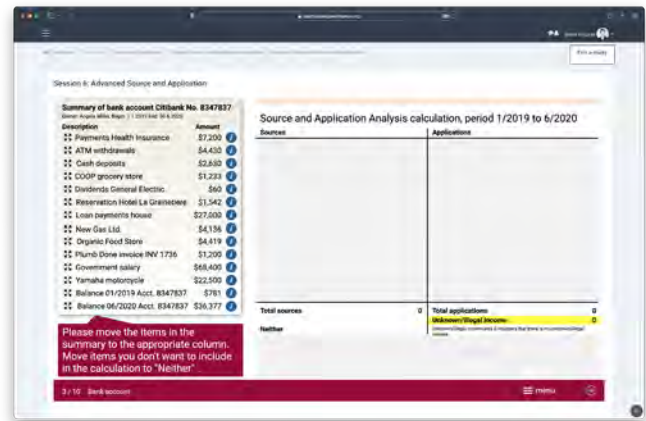 Session 6: Advanced Source and Application
Summary of bank account Citibank No. 8347837
Description Amount
Payments Health Insurance $7,200
ATM withdrawals $4,430
Cash deposits $2,630
COOP grocery store $1,233
Dividends General Electric $60
Reservation Hotel La Greinebere $1,542
Loan payments house $27,000
New Gas Ltd. $4,136
Organic Food Store $4,419
Plumb Done invoice INV 1736 $1,200
Government salary $68,400
Yamaha motorcycle $22,500
Balance 01/2019 Acct. 8347837 $781
Balance 06/2020 Acct. 8347837 $36,377
Please move the items in the
summary to the appropriate column.
Move items you don't want to include
in the calculation to "Neither"
Source and Application Analysis calculation, period 1/2019 to 6/2020
Sources Applications
Total sources 0 Total applications 0
Unknown/Illegal Income 0
Neither
3 / 10 Bank account
menu